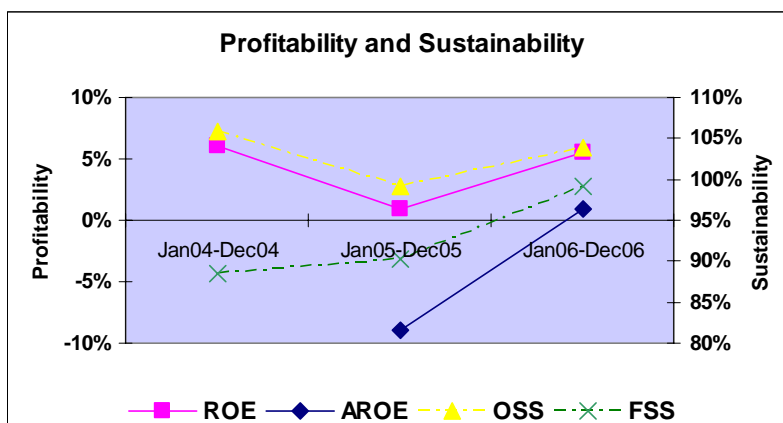 Profitability and Sustainability
Profitability
10%
5%
0%
-5%
-10%
Jan04-Dec04 Jan05-Dec05 Jan06-Dec06
110%
105%
100%
95%
90%
85%
80%
Sustainability
ROE AROE OSS FSS